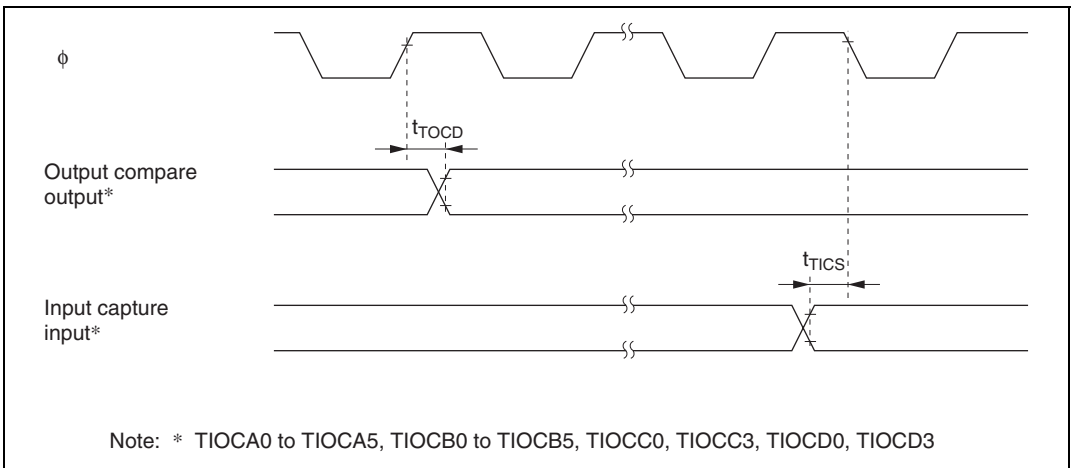 ϕ
tTOCD
Output compare
output*
tTICS
Input capture
input*
Note: * TIOCA0 to TIOCA5, TIOCB0 to TIOCB5, TIOCC0, TIOCC3, TIOCD0, TIOCD3